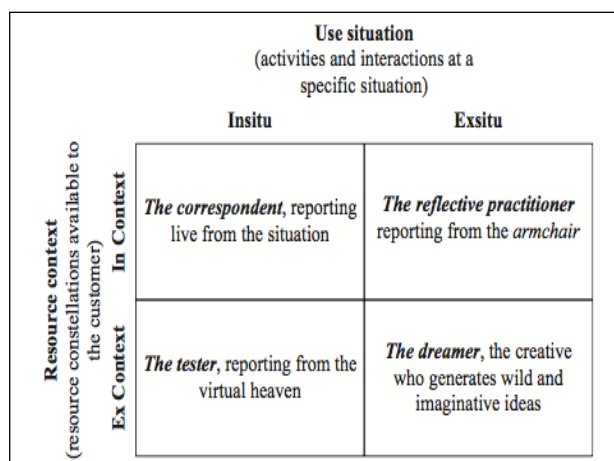 Use situation
(activities and interactions at a
specific situation)
Insitu
Exsitu
Resource context
(resource constellations available to
the customer)
In Context
The correspondent, reporting
live from the situation
The reflective practitioner
reporting from the armchair
Ex Context
The tester, reporting from the
virtual heaven
The dreamer, the creative
who generates wild and
imaginative ideas